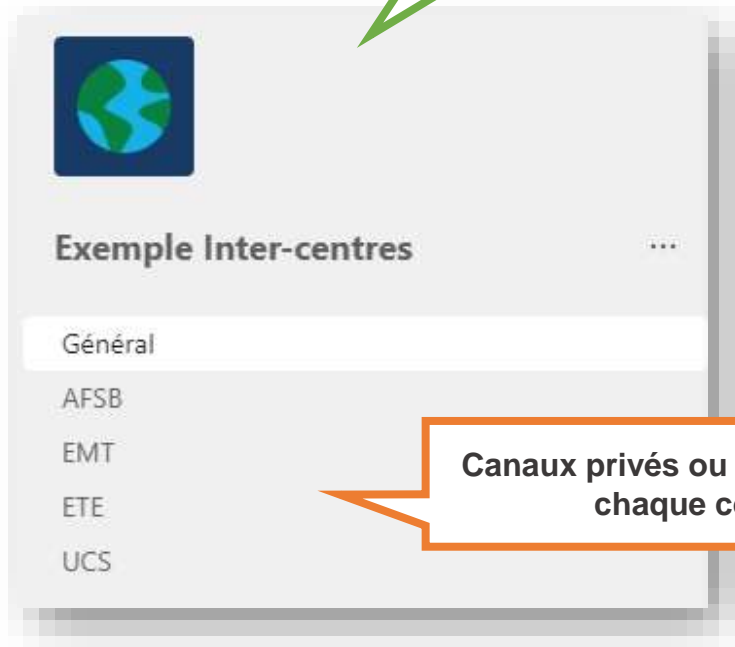 Exemple Inter-centres ...
Général
AFSB
EMT
ETE
UCS
Canaux privés ou
chaque